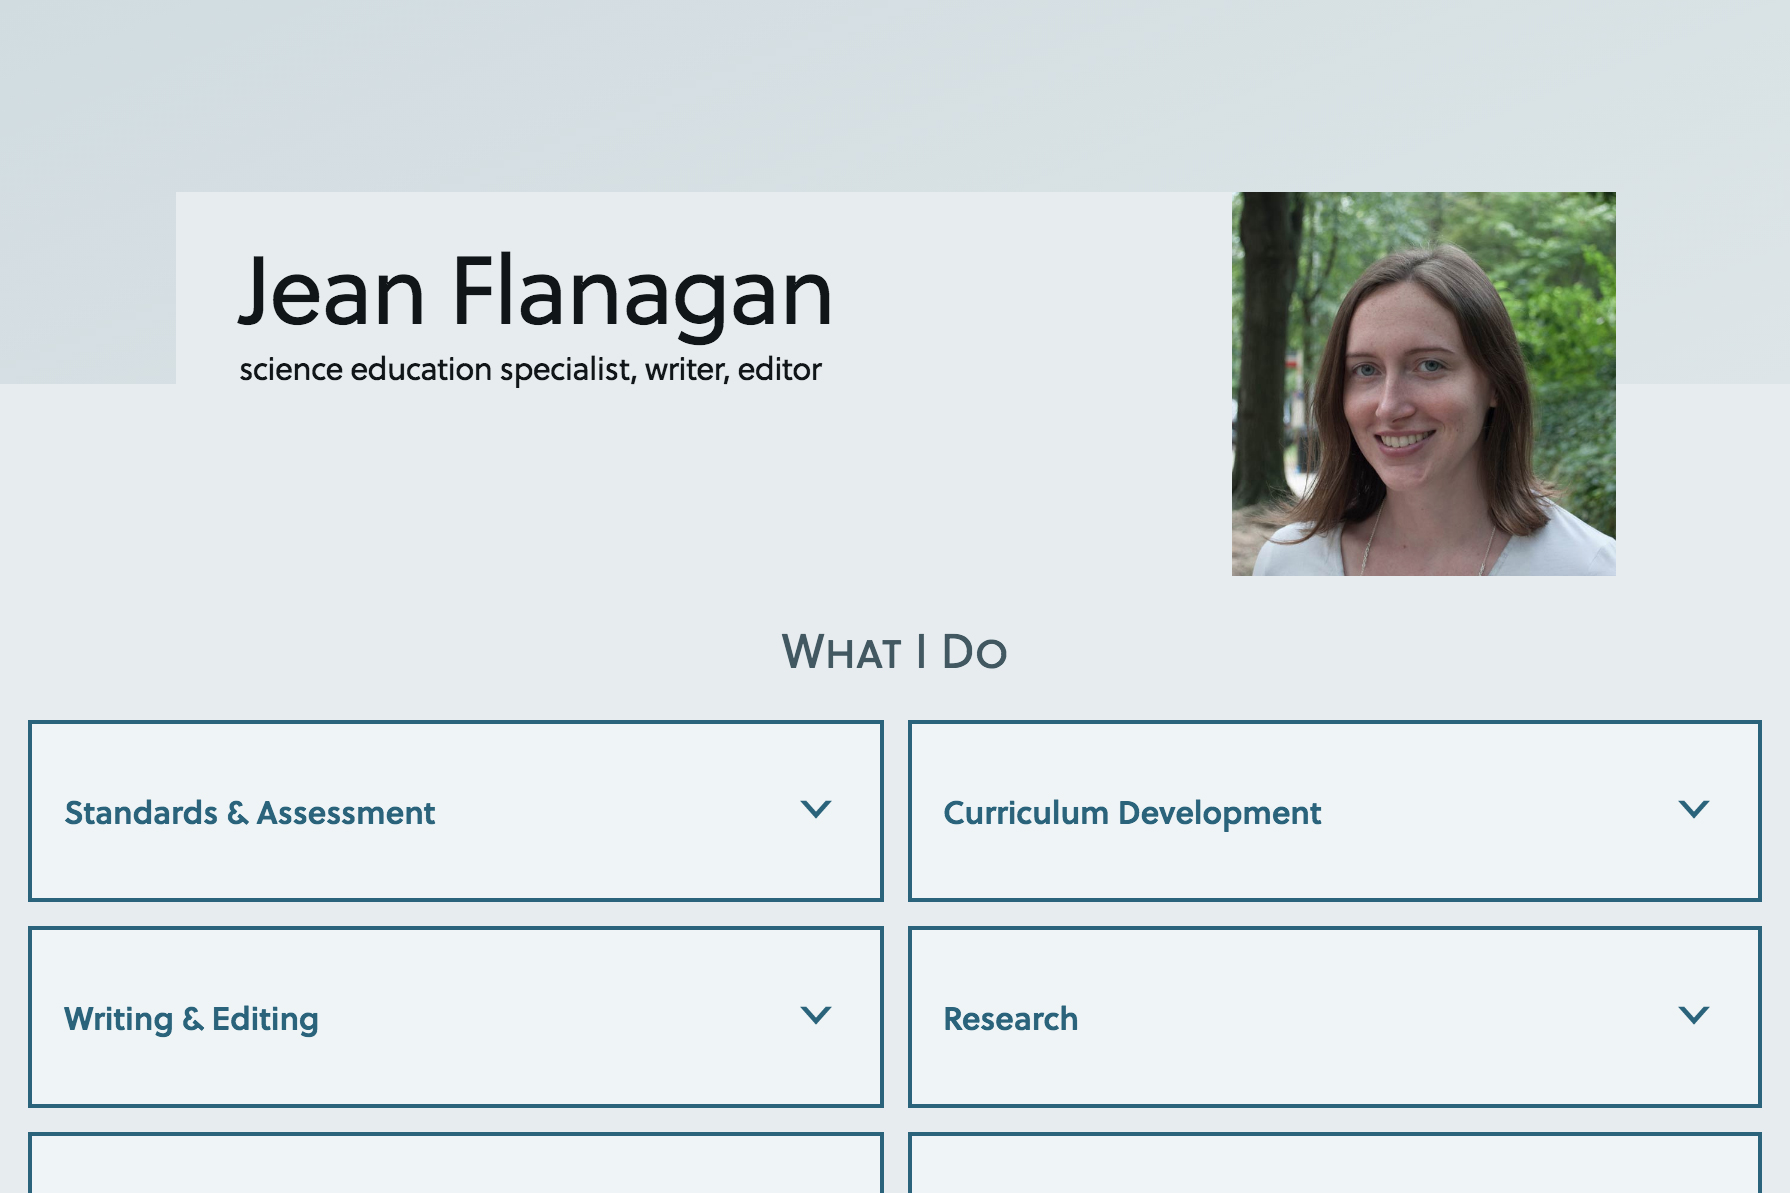 Jean Flanagan
science education specialist, writer, editor
What I Do
Standards & Assessment
Curriculum Development
Writing & Editing
Research